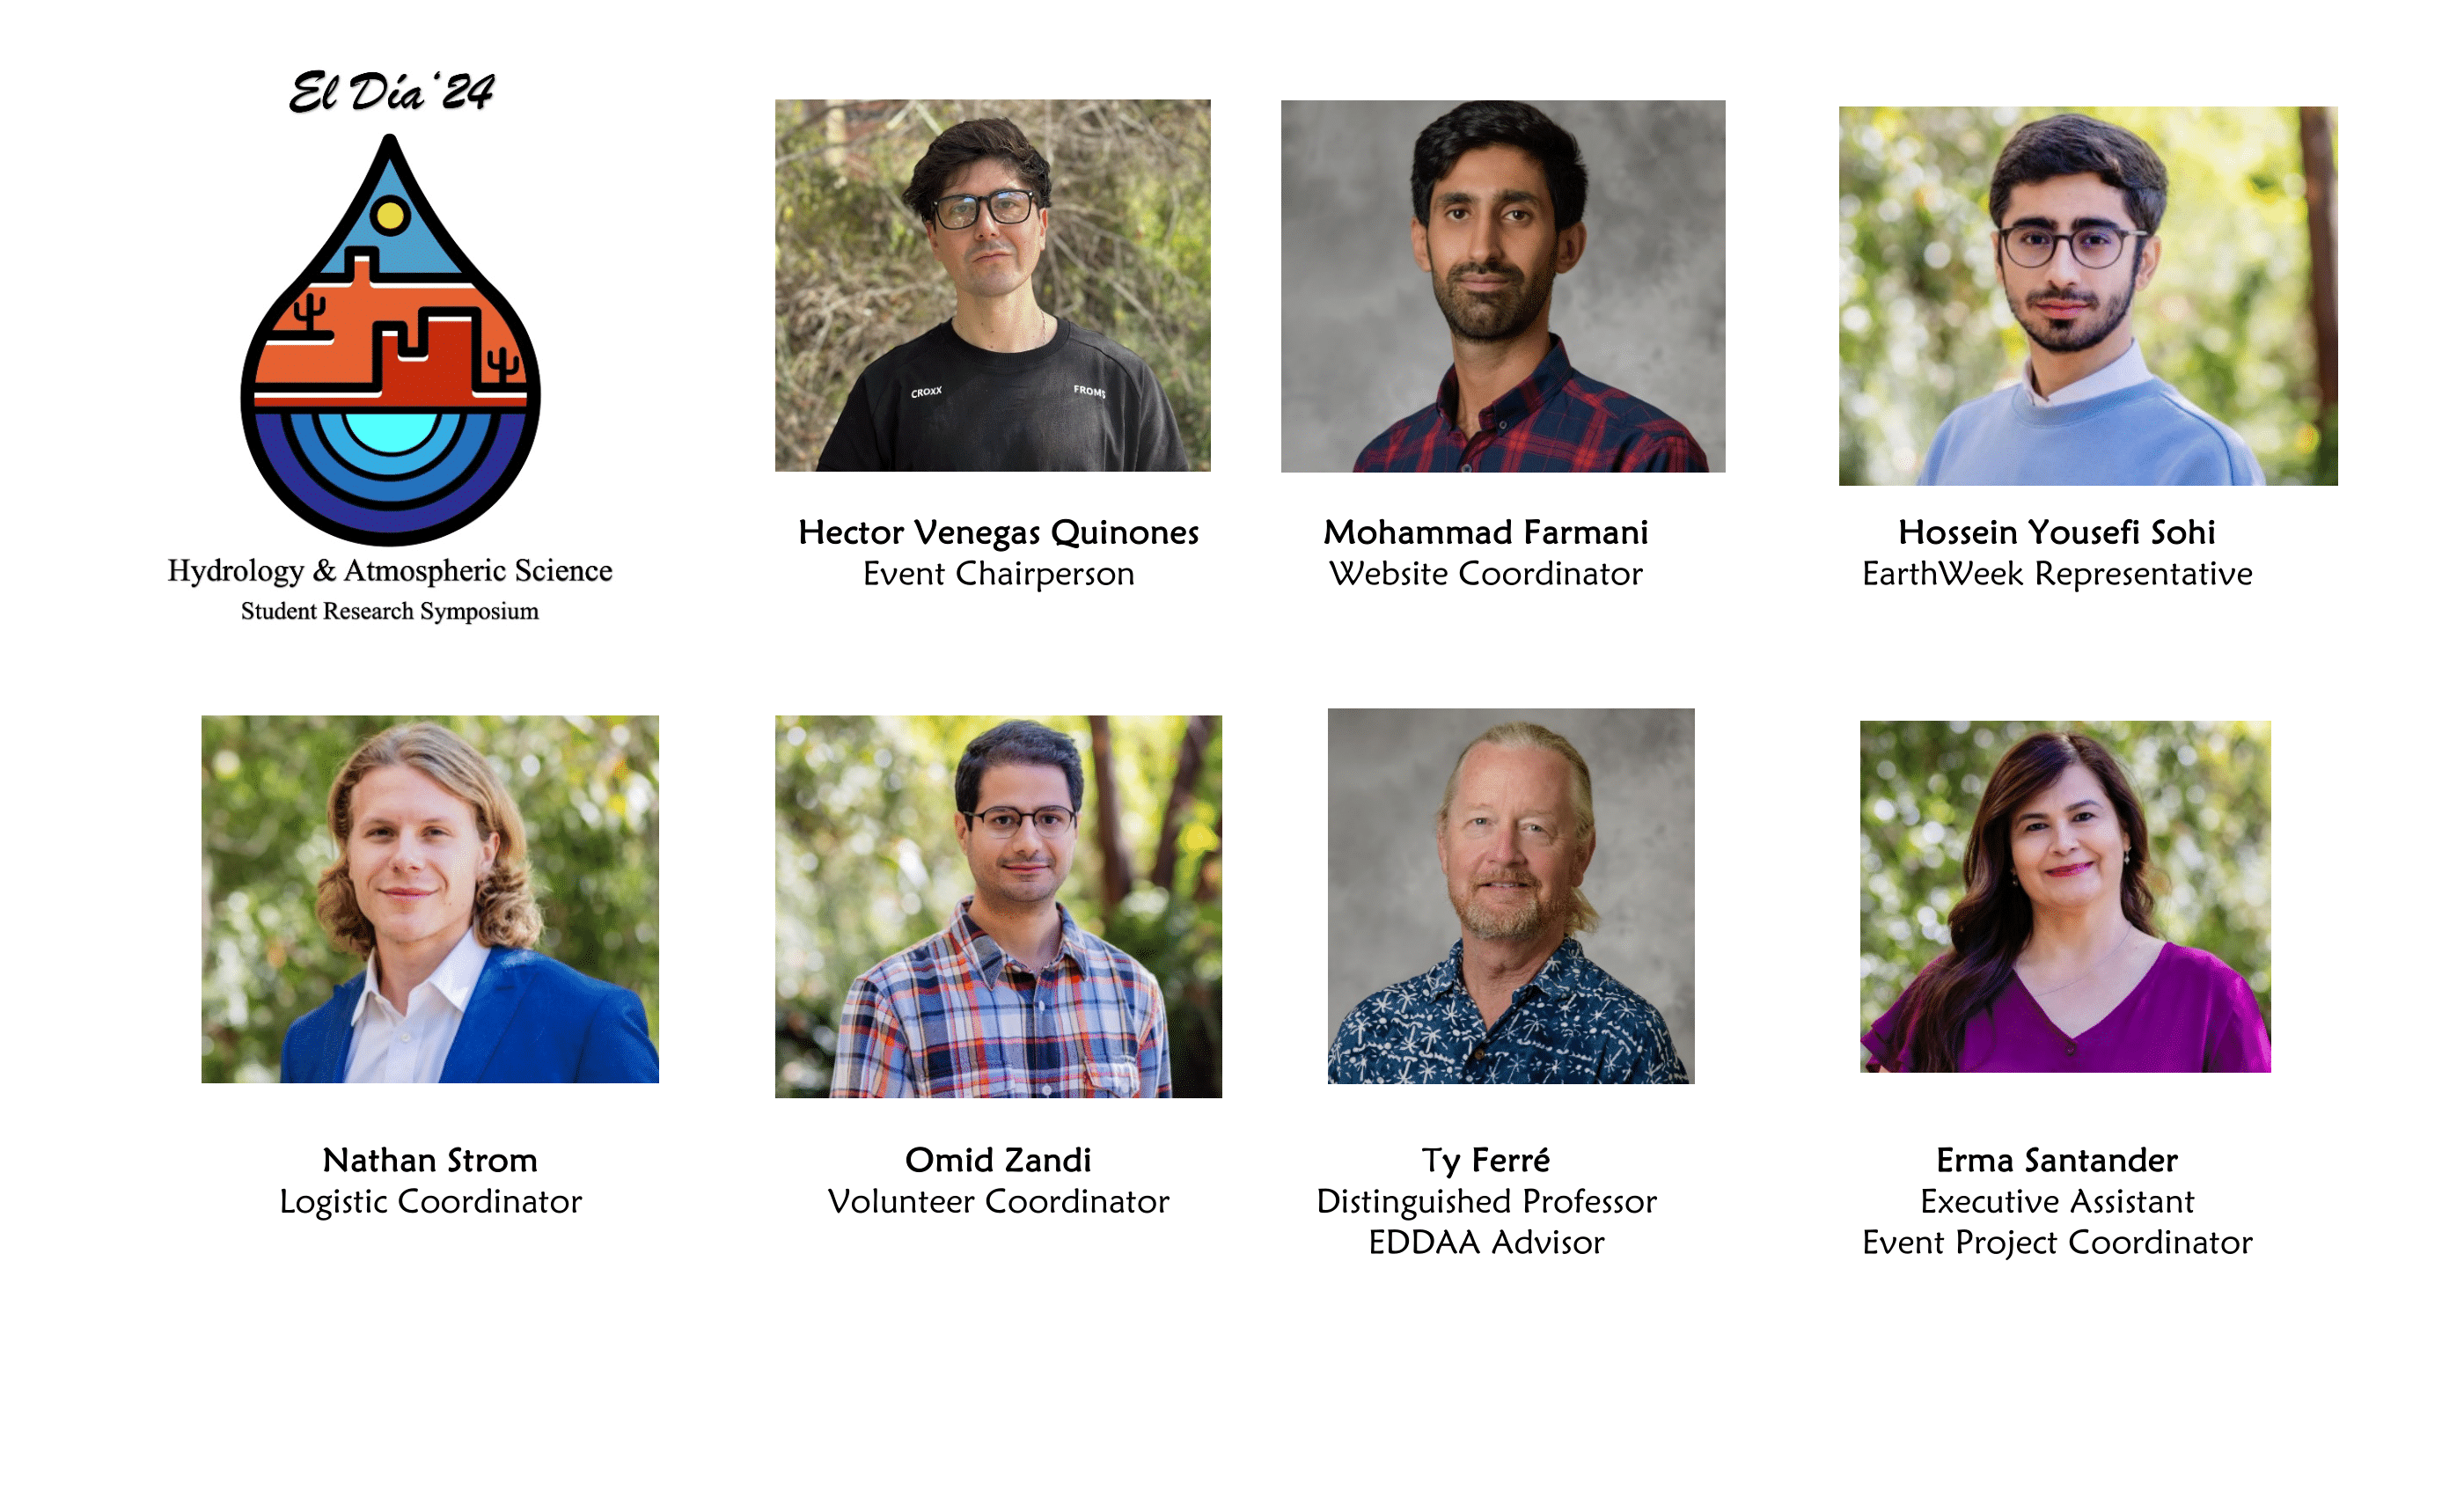 El Día ‘24
Hydrology & Atmospheric Science
Student Research Symposium
CROXX
FROMS
Hector Venegas Quinones
Event Chairperson
Mohammad Farmani
Website Coordinator
Hossein Yousefi Sohi
EarthWeek Representative
Nathan Strom
Logistic Coordinator
Omid Zandi
Volunteer Coordinator
Ty Ferré
Distinguished Professor
EDDAA Advisor
Erma Santander
Executive Assistant
Event Project Coordinator